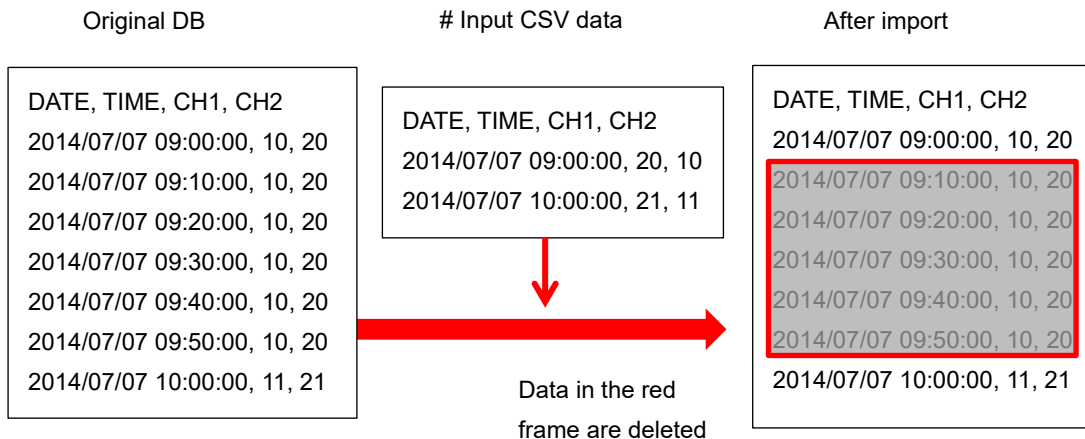 Original DB
DATE, TIME, CH1, CH2
2014/07/07 09:00:00, 10, 20
2014/07/07 09:10:00, 10, 20
2014/07/07 09:20:00, 10, 20
2014/07/07 09:30:00, 10, 20
2014/07/07 09:40:00, 10, 20
2014/07/07 09:50:00, 10, 20
2014/07/07 10:00:00, 11, 21
# Input CSV data
DATE, TIME, CH1, CH2
2014/07/07 09:00:00, 20, 10
2014/07/07 10:00:00, 21, 11
Data in the red
frame are deleted
After import
DATE, TIME, CH1, CH2
2014/07/07 09:00:00, 10, 20
2014/07/07 09:10:00, 10, 20
2014/07/07 09:20:00, 10, 20
2014/07/07 09:30:00, 10, 20
2014/07/07 09:40:00, 10, 20
2014/07/07 09:50:00, 10, 20
2014/07/07 10:00:00, 11, 21